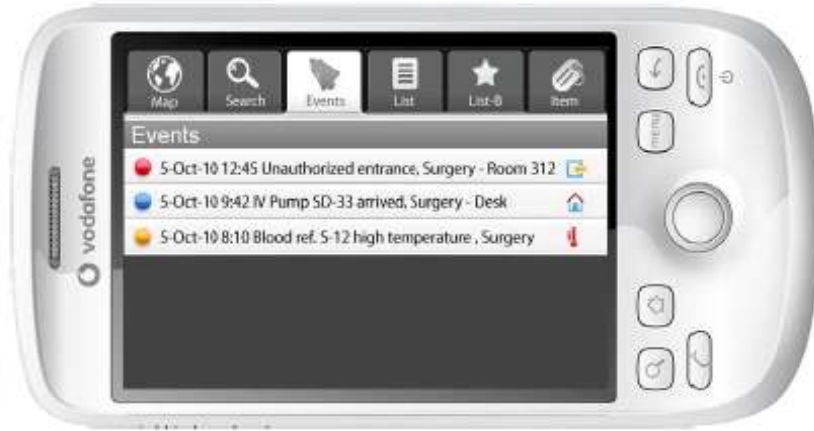 vodafone
Map Search Events List List-B Item
Events
5-Oct-10 12:45 Unauthorized entrance, Surgery - Room 312
5-Oct-10 9:42 IV Pump SD-33 arrived, Surgery - Desk
5-Oct-10 8:10 Blood ref. 5-12 high temperature , Surgery
menu